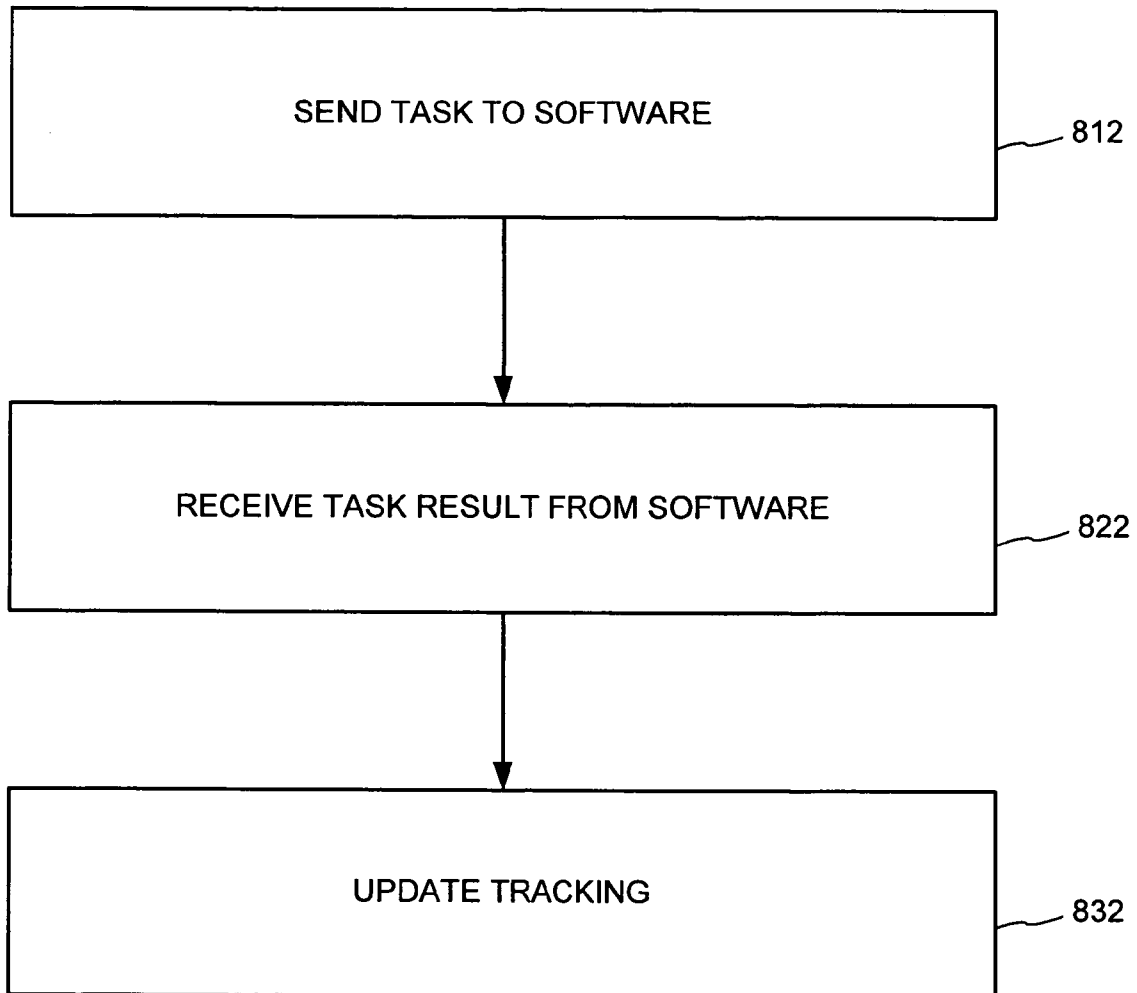 SEND TASK TO SOFTWARE
812
RECEIVE TASK RESULT FROM SOFTWARE
822
UPDATE TRACKING
832